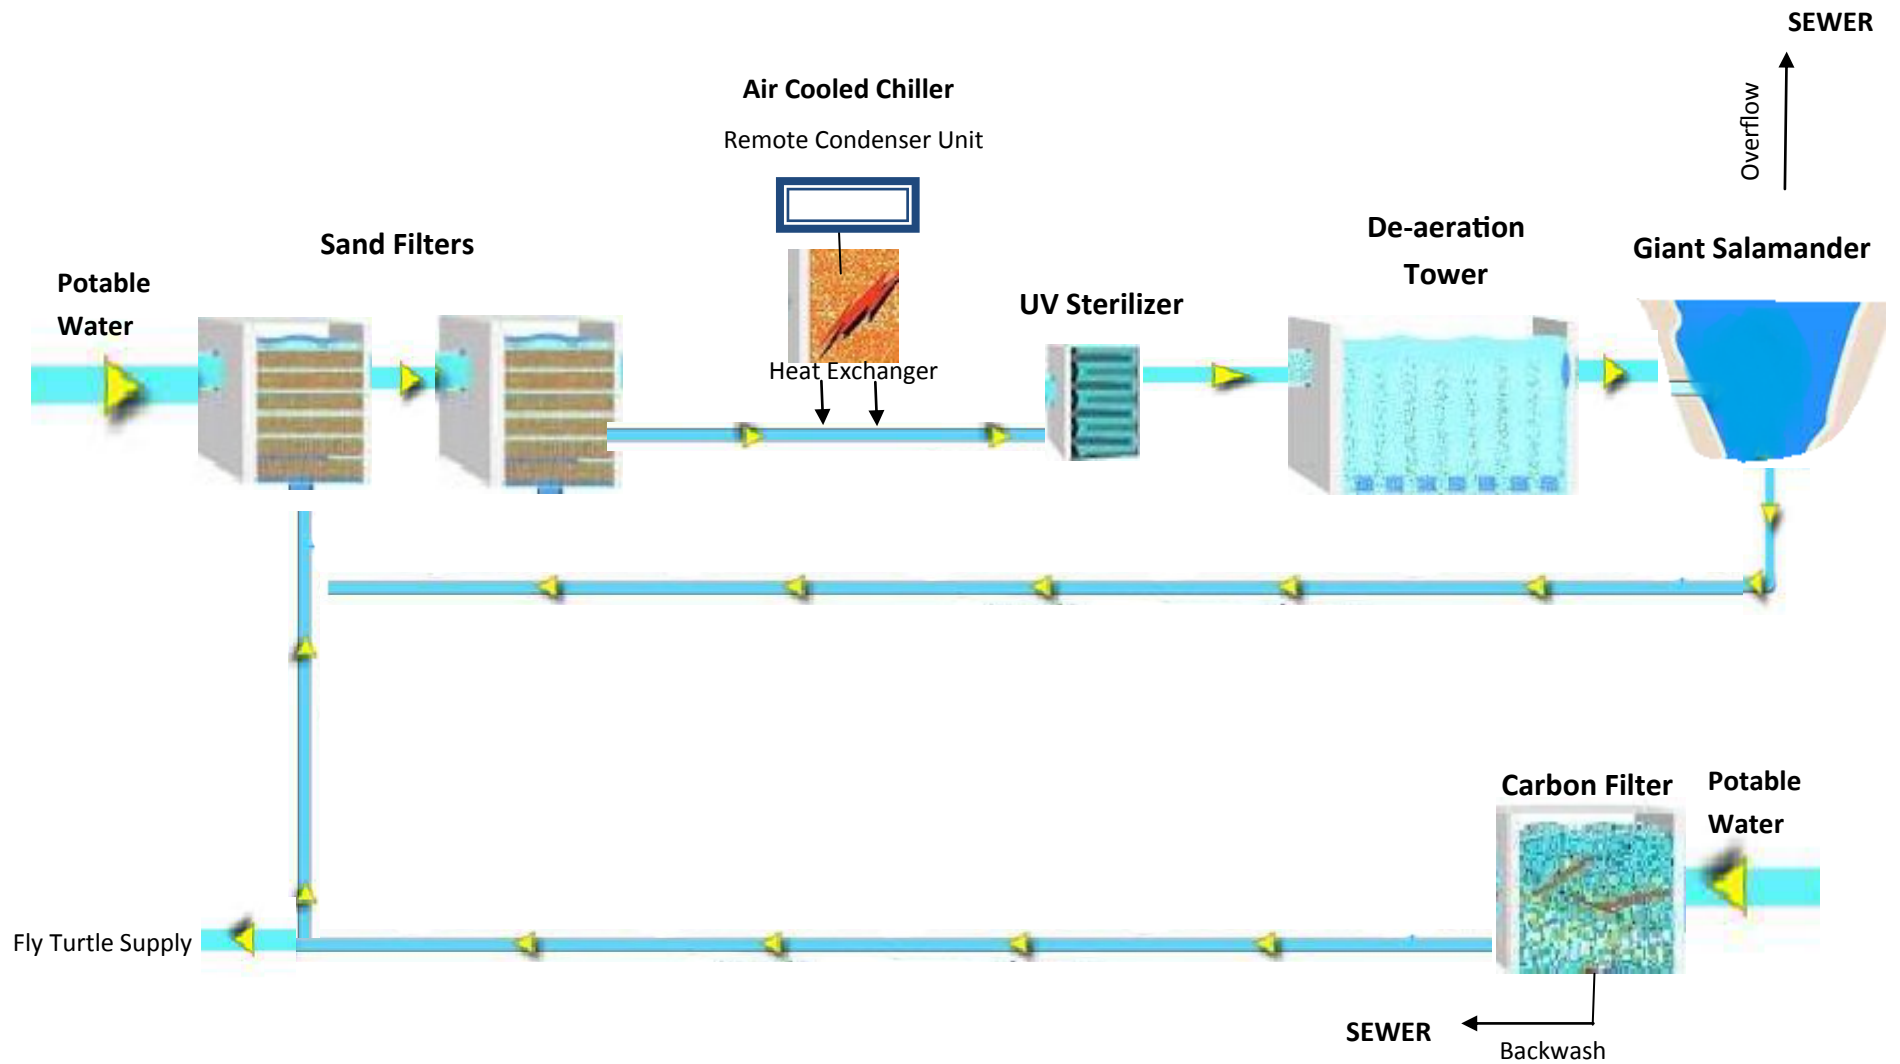 SEWER
Overflow
Air Cooled Chiller
Remote Condenser Unit
Sand Filters
De-aeration
Tower
Giant Salamander
Potable
Water
UV Sterilizer
Heat Exchanger
Carbon Filter
Potable
Water
Fly Turtle Supply
SEWER
Backwash